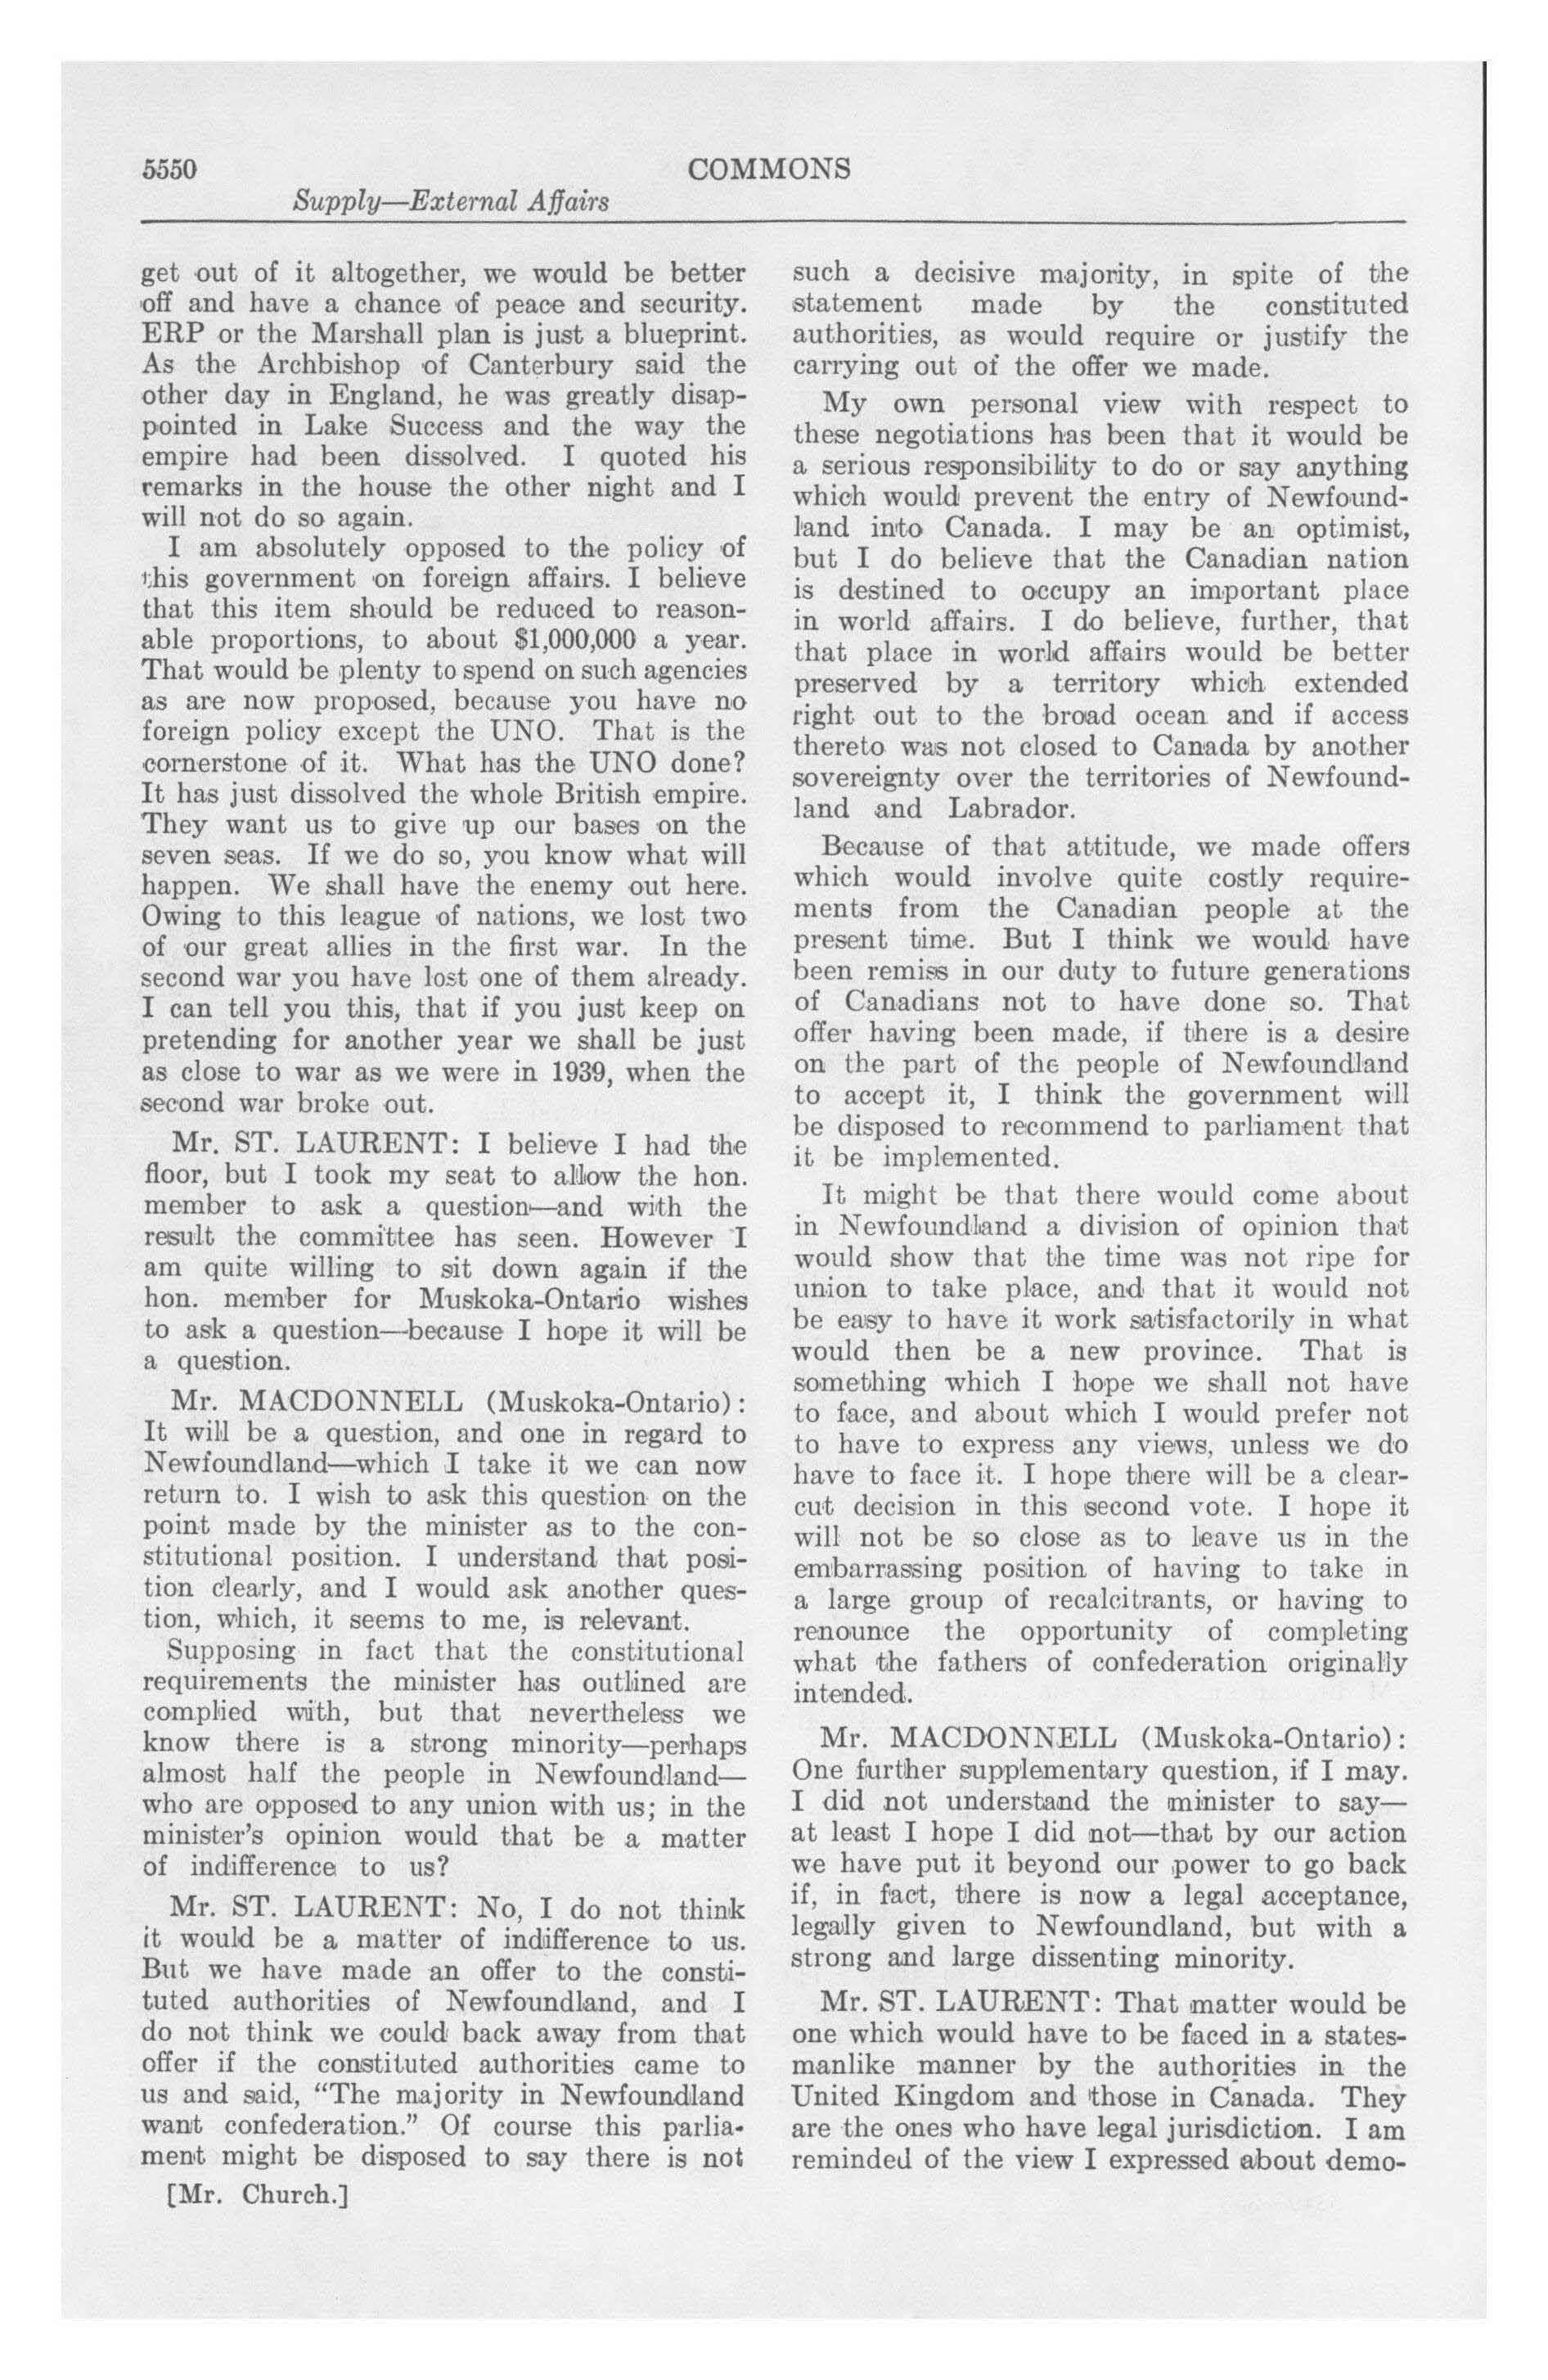 5550
COMMONS
Supply—External Affairs
get out of it altogether, we would be better
off and have a chance of peace and security.
ERP or the Marshall plan is just a blueprint.
As the Archbishop of Canterbury said the
other day in England, he was greatly disap-
pointed in Lake Success and the way the
empire had been dissolved. I quoted his
remarks in the house the other night and I
will not do so again.
I am absolutely opposed to the policy of
this government on foreign affairs. I believe
that this item should be reduced to reason-
able proportions, to about $1,000,000 a year.
That would be plenty to spend on such agencies
as are now proposed, because you have no
foreign policy except the UNO. That is the
cornerstone of it. What has the UNO done?
It has just dissolved the whole British empire.
They want us to give up our bases on the
seven seas. If we do so, you know what will
happen. We shall have the enemy out here.
Owing to this league of nations, we lost two
of our great allies in the first war. In the
second war you have lost one of them already.
I can tell you this, that if you just keep on
pretending for another year we shall be just
as close to war as we were in 1939, when the
second war broke out.
Mr. ST. LAURENT: I believe I had the
floor, but I took my seat to allow the hon.
member to ask a question—and with the
result the committee has seen. However I
am quite willing to sit down again if the
hon. member for Muskoka-Ontario wishes
to ask a question—because I hope it will be
a question.
Mr. MACDONNELL (Muskoka-Ontario):
It will be a question, and one in regard to
Newfoundland—which I take it we can now
return to. I wish to ask this question on the
point made by the minister as to the con-
stitutional position. I understand that posi-
tion clearly, and I would ask another ques-
tion, which, it seems to me, is relevant.
Supposing in fact that the constitutional
requirements the minister has outlined are
complied with, but that nevertheless we
know there is a strong minority—perhaps
almost half the people in Newfoundland—
who are opposed to any union with us; in the
minister's opinion would that be a matter
of indifference to us?
Mr. ST. LAURENT: No, I do not think
it would be a matter of indifference to us.
But we have made an offer to the consti-
tuted authorities of Newfoundland, and I
do not think we could back away from that
offer if the constituted authorities came to
us and said, "The majority in Newfoundland
want confederation." Of course this parlia-
ment might be disposed to say there is not
[Mr. Church.]
such a decisive majority, in spite of the
statement made by the constituted
authorities, as would require or justify the
carrying out of the offer we made.
My own personal view with respect to
these negotiations has been that it would be
a serious responsibility to do or say anything
which would prevent the entry of Newfound-
land into Canada. I may be an optimist,
but I do believe that the Canadian nation
is destined to occupy an important place
in world affairs. I do believe, further, that
that place in world affairs would be better
preserved by a territory which extended
right out to the broad ocean and if access
thereto was not closed to Canada by another
sovereignty over the territories of Newfound-
land and Labrador.
Because of that attitude, we made offers
which would involve quite costly require-
ments from the Canadian people at the
present time. But I think we would have
been remiss in our duty to future generations
of Canadians not to have done so. That
offer having been made, if there is a desire
on the part of the people of Newfoundland
to accept it, I think the government will
be disposed to recommend to parliament that
it be implemented.
It might be that there would come about
in Newfoundland a division of opinion that
would show that the time was not ripe for
union to take place, and that it would not
be easy to have it work satisfactorily in what
would then be a new province. That is
something which I hope we shall not have
to face, and about which I would prefer not
to have to express any views, unless we do
have to face it. I hope there will be a clear-
cut decision in this second vote. I hope it
will not be so close as to leave us in the
embarrassing position of having to take in
a large group of recalcitrants, or having to
renounce the opportunity of completing
what the fathers of confederation originally
intended.
Mr. MACDONNELL (Muskoka-Ontario):
One further supplementary question, if I may.
I did not understand the minister to say—
at least I hope I did not—that by our action
we have put it beyond our power to go back
if, in fact, there is now a legal acceptance,
legally given to Newfoundland, but with a
strong and large dissenting minority.
Mr. ST. LAURENT: That matter would be
one which would have to be faced in a states-
manlike manner by the authorities in the
United Kingdom and those in Canada. They
are the ones who have legal jurisdiction. I am
reminded of the view I expressed about demo-